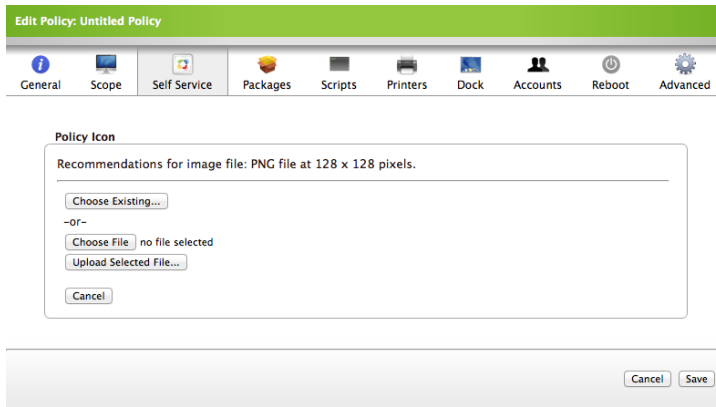 Edit Policy: Untitled Policy
General Scope Self Service Packages Scripts Printers Dock Accounts Reboot Advanced
Policy Icon
Recommendations for image file: PNG file at 128 x 128 pixels.
Choose Existing...
-or-
Choose File no file selected
Upload Selected File...
Cancel
Cancel Save